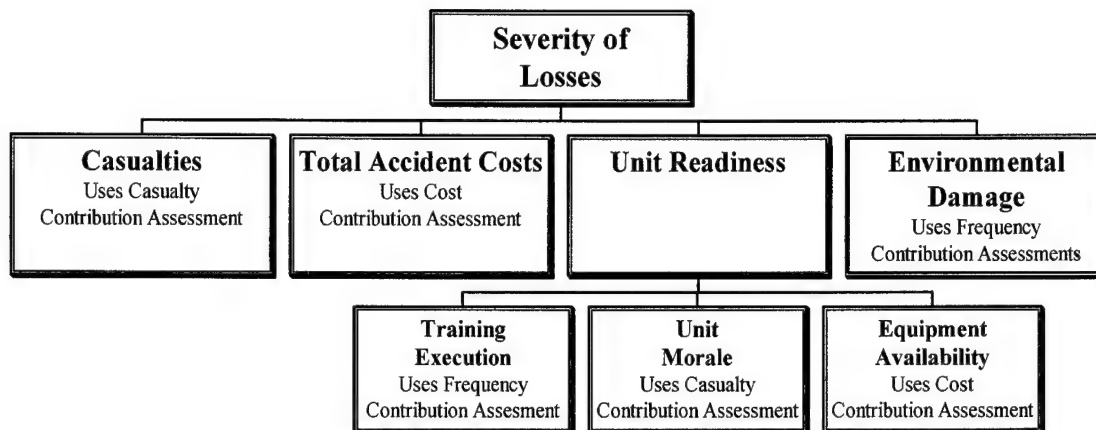 Severity of
Losses
Casualties
Uses Casualty
Contribution Assessment
Total Accident Costs
Uses Cost
Contribution Assessment
Unit Readiness
Environmental
Damage
Uses Frequency
Contribution Assessments
Training
Execution
Uses Frequency
Contribution Assesment
Unit
Morale
Uses Casualty
Contribution Assessment
Equipment
Availability
Uses Cost
Contribution Assessment